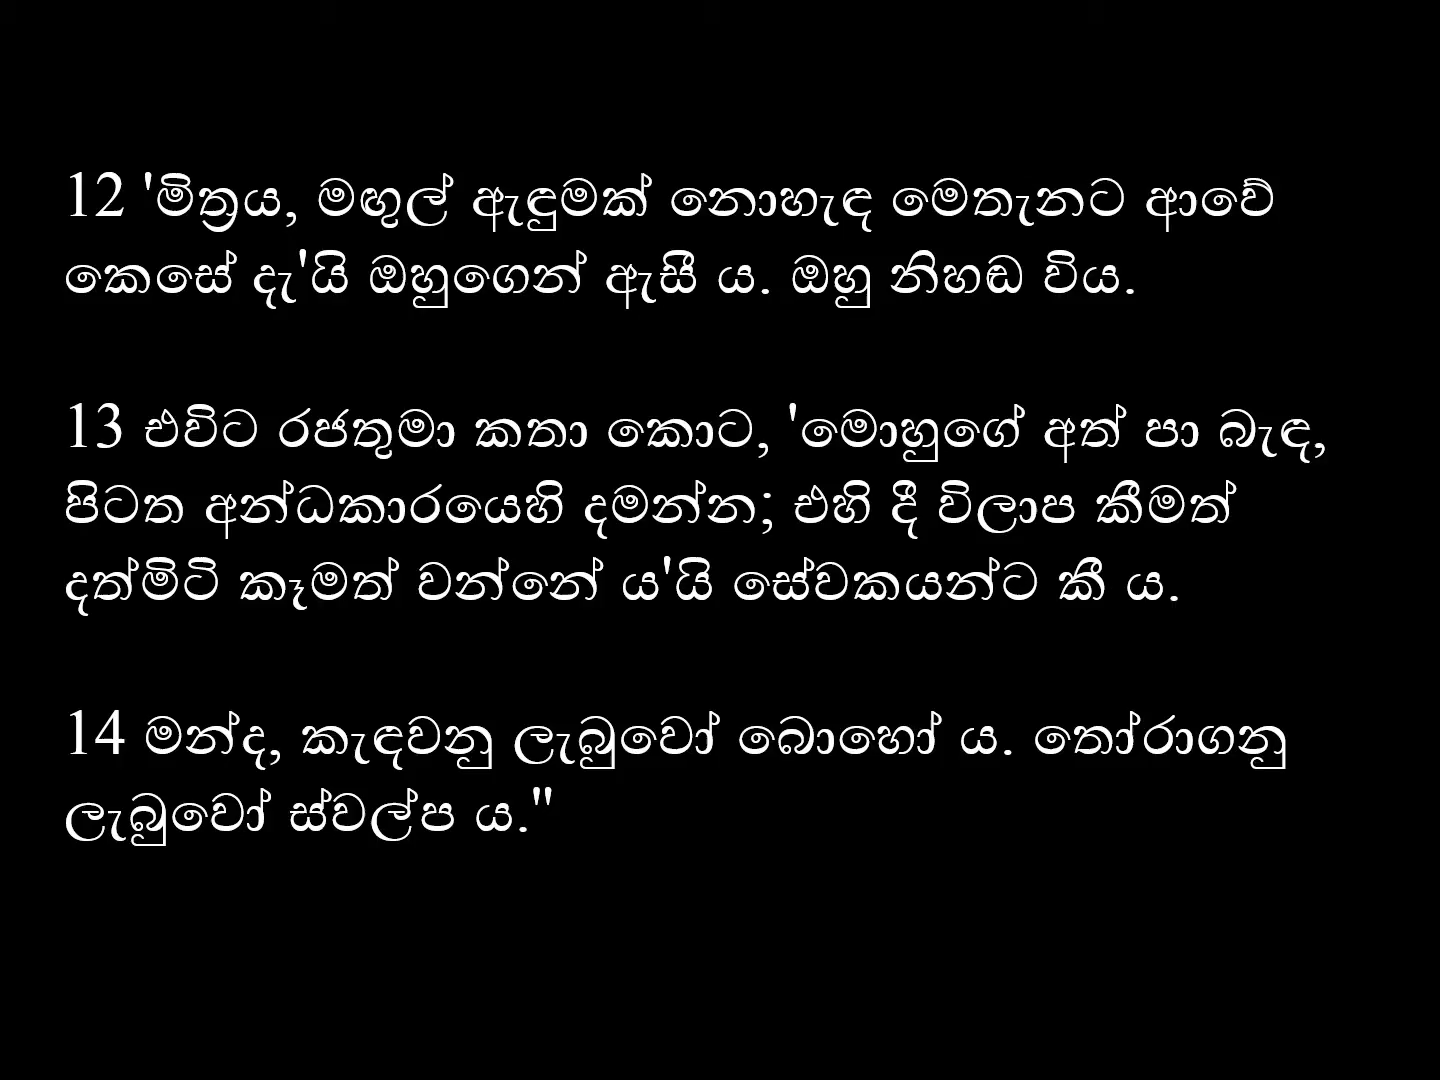 12 'මිත්‍රය, මඟුල් ඇඳුමක් නොහැඳ මෙතැනට ආවේ
කෙසේ දැ'යි ඔහුගෙන් ඇසී ය. ඔහු නිහඬ විය.
13 එවිට රජතුමා කතා කොට, 'මොහුගේ අත් පා බැඳ,
පිටත අන්ධකාරයෙහි දමන්න; එහි දී විලාප කීමත්
දත්මිටි කෑමත් වන්නේ ය'යි සේවකයන්ට කී ය.
14 මන්ද, කැඳවනු ලැබුවෝ බොහෝ ය. තෝරාගනු
ලැබුවෝ ස්වල්ප ය."